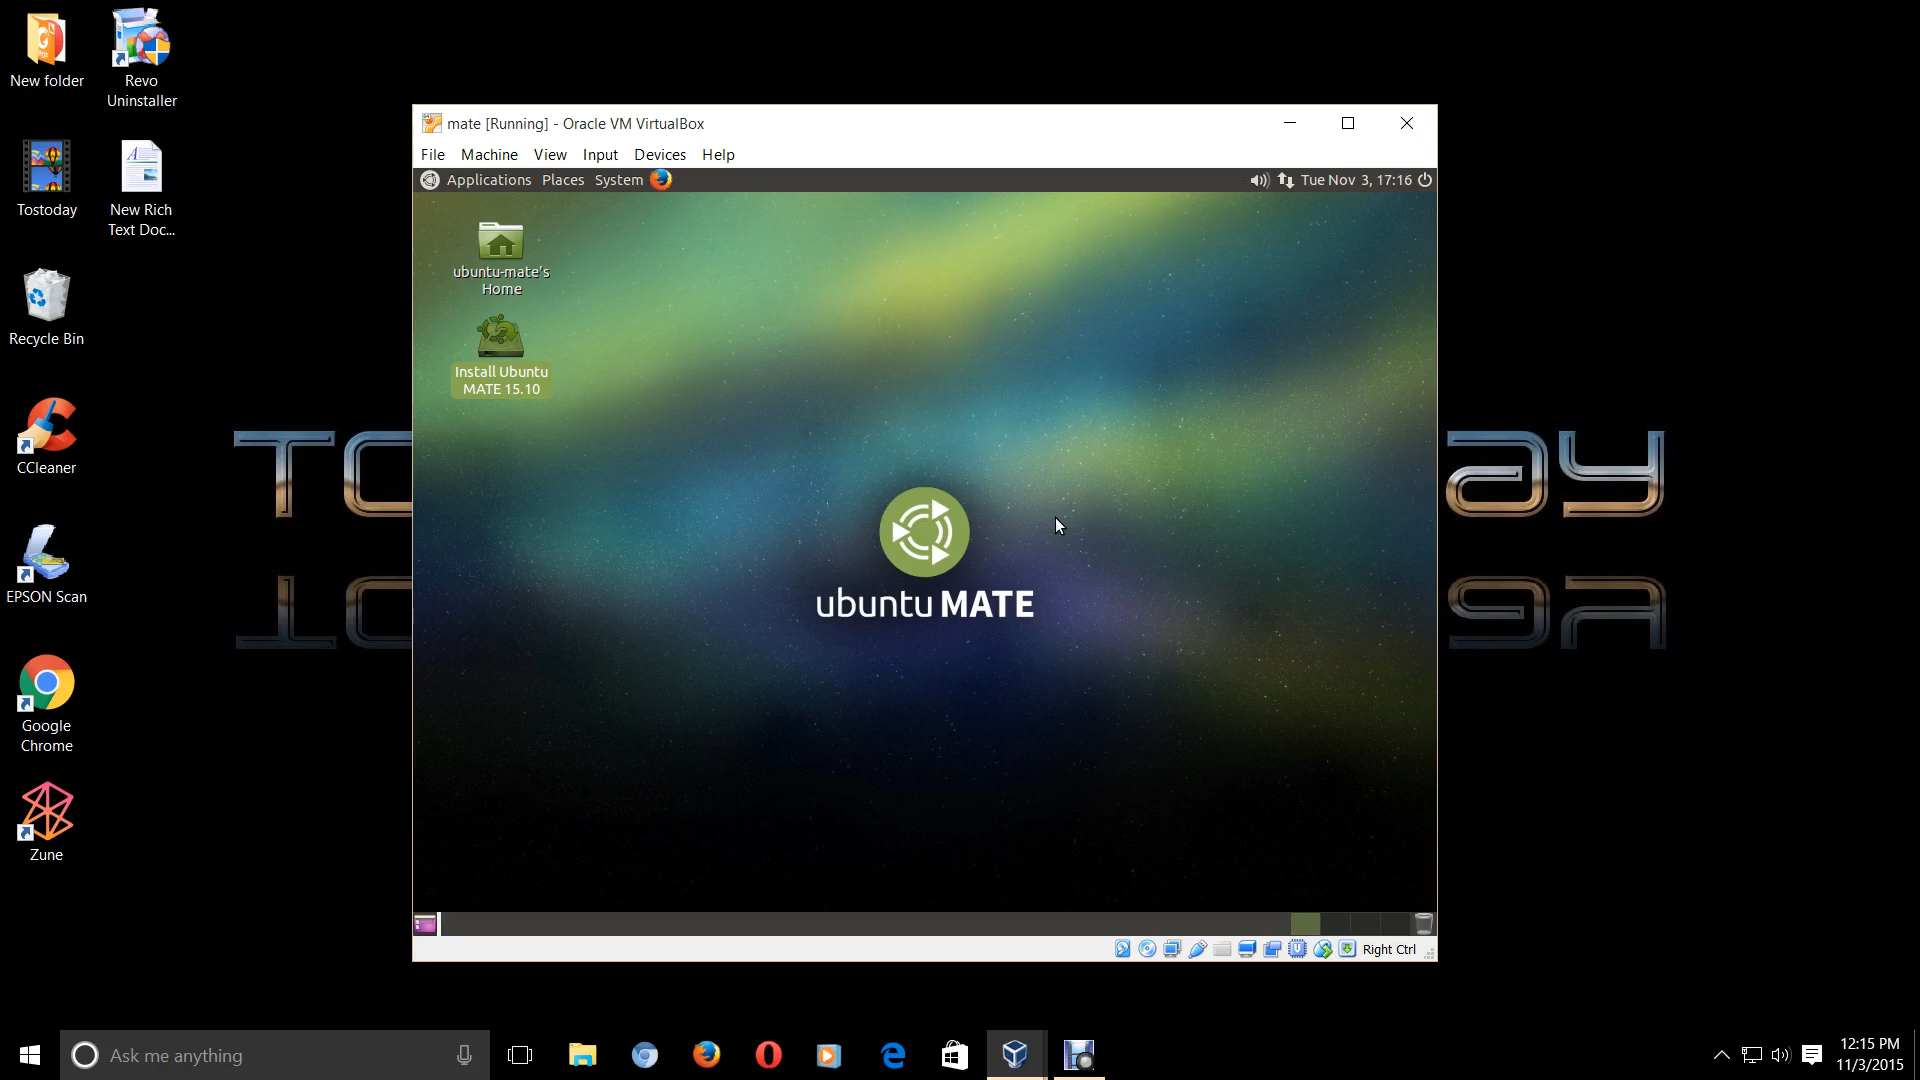 New folder
Revo
Uninstaller
Tostoday
New Rich
Text Doc...
Recycle Bin
CCleaner
EPSON Scan
Google
Chrome
Zune
mate [Running] - Oracle VM VirtualBox
File Machine View Input Devices Help
Applications Places System
Tue Nov 3, 17:16
ubuntu-mate's
Home
Install Ubuntu
MATE 15.10
ubuntu MATE
Right Ctrl
Ask me anything
12:15 PM
11/3/2015